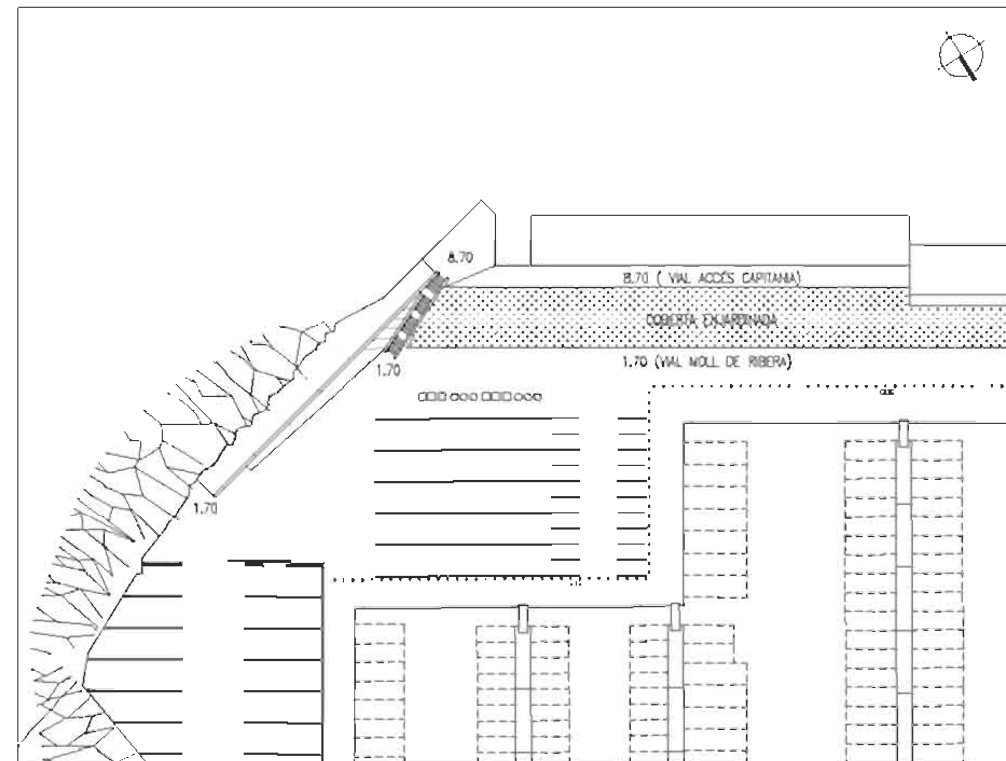 8.70
8.70 ( VIAL ACCÉS CAPITANIA)
COBERTA ENJARDINADA
1.70 (VIAL MOLL DE RIBERA)
1.70
1.70